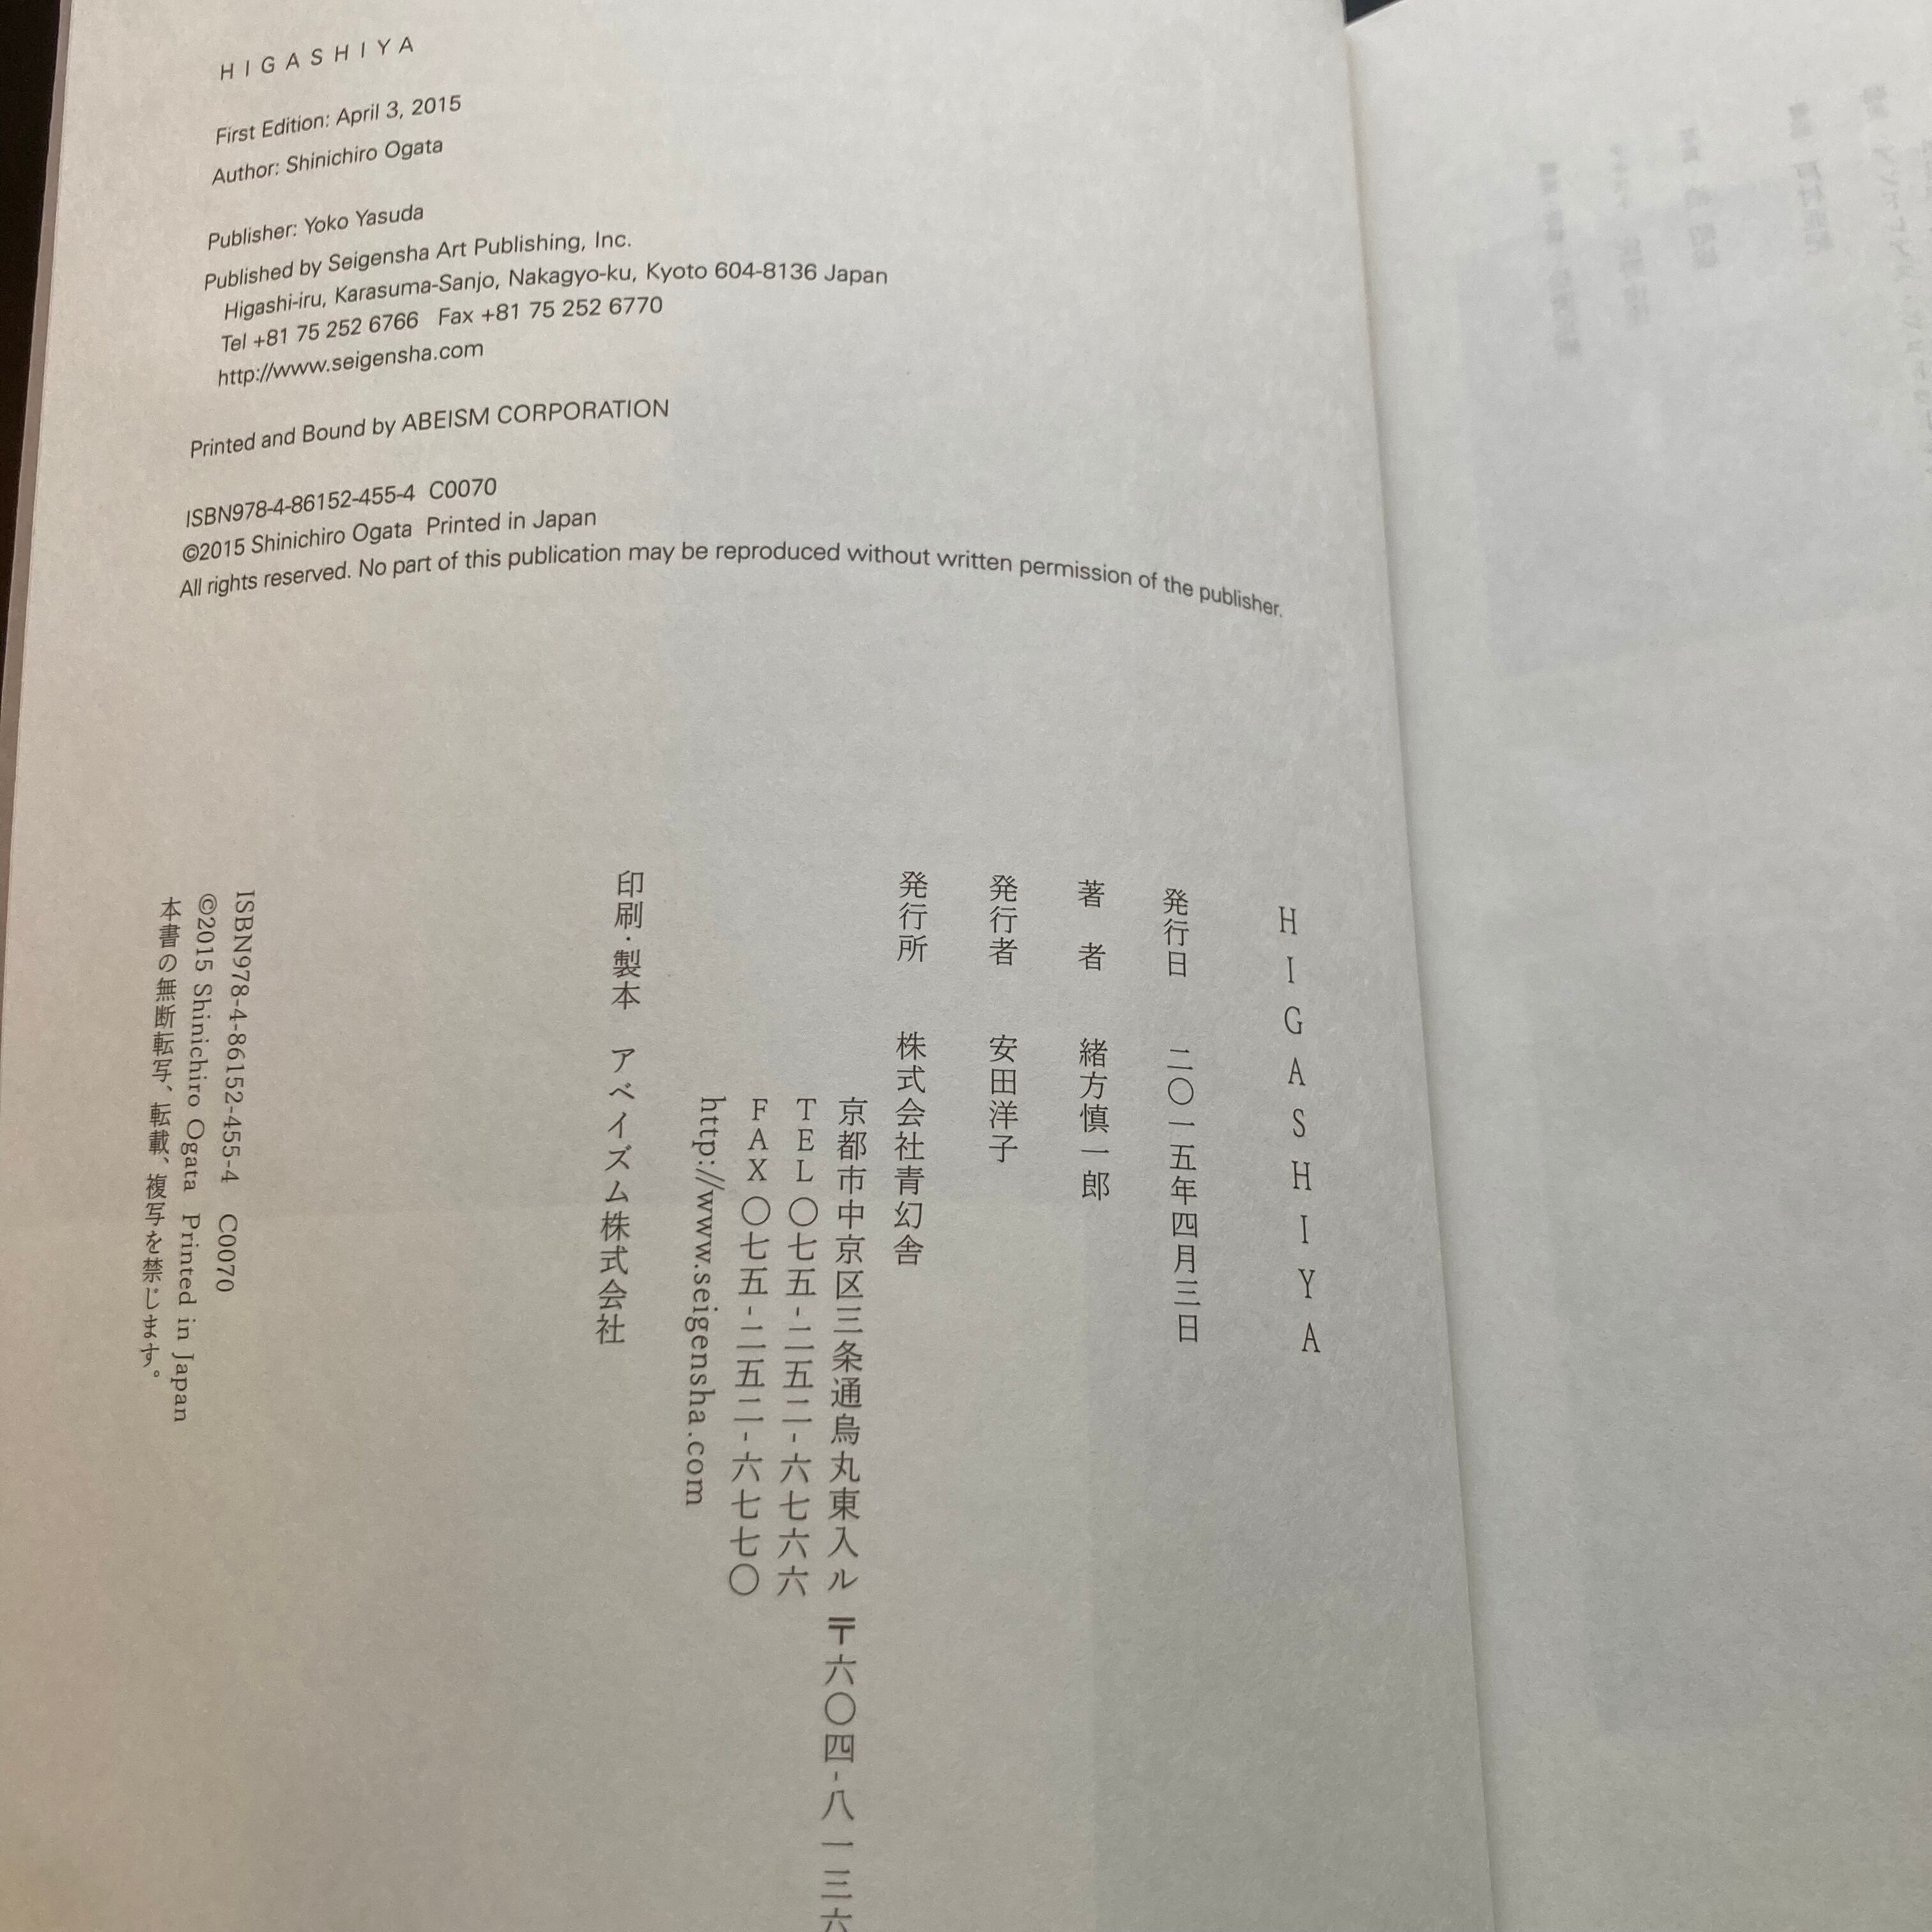 HIGASHIYA
First Edition: April 3, 2015
Author: Shinichiro Ogata
Publisher: Yoko Yasuda
Published by Seigensha Art Publishing, Inc.
Higashi-iru, Karasuma-Sanjo, Nakagyo-ku, Kyoto 604-8136 Japan
Tel +81 75 252 6766 Fax +81 75 252 6770
http://www.seigensha.com
Printed and Bound by ABEISM CORPORATION
ISBN978-4-86152-455-4 C0070
©2015 Shinichiro Ogata Printed in Japan
All rights reserved. No part of this publication may be reproduced without written permission of the publisher.
HIGASHIYA
発行日 二〇一五年四月三日
著者 緒方慎一郎
発行者 安田洋子
発行所 株式会社青幻舎
京都市中京区三条通烏丸東入ル 〒六〇四-八一三六
TEL〇七五-二五二-六七六六
FAX〇七五-二五二-六七七〇
http://www.seigensha.com
印刷・製本 アベイズム株式会社
ISBN978-4-86152-455-4 C0070
©2015 Shinichiro Ogata Printed in Japan
本書の無断転写、転載、複写を禁じます。